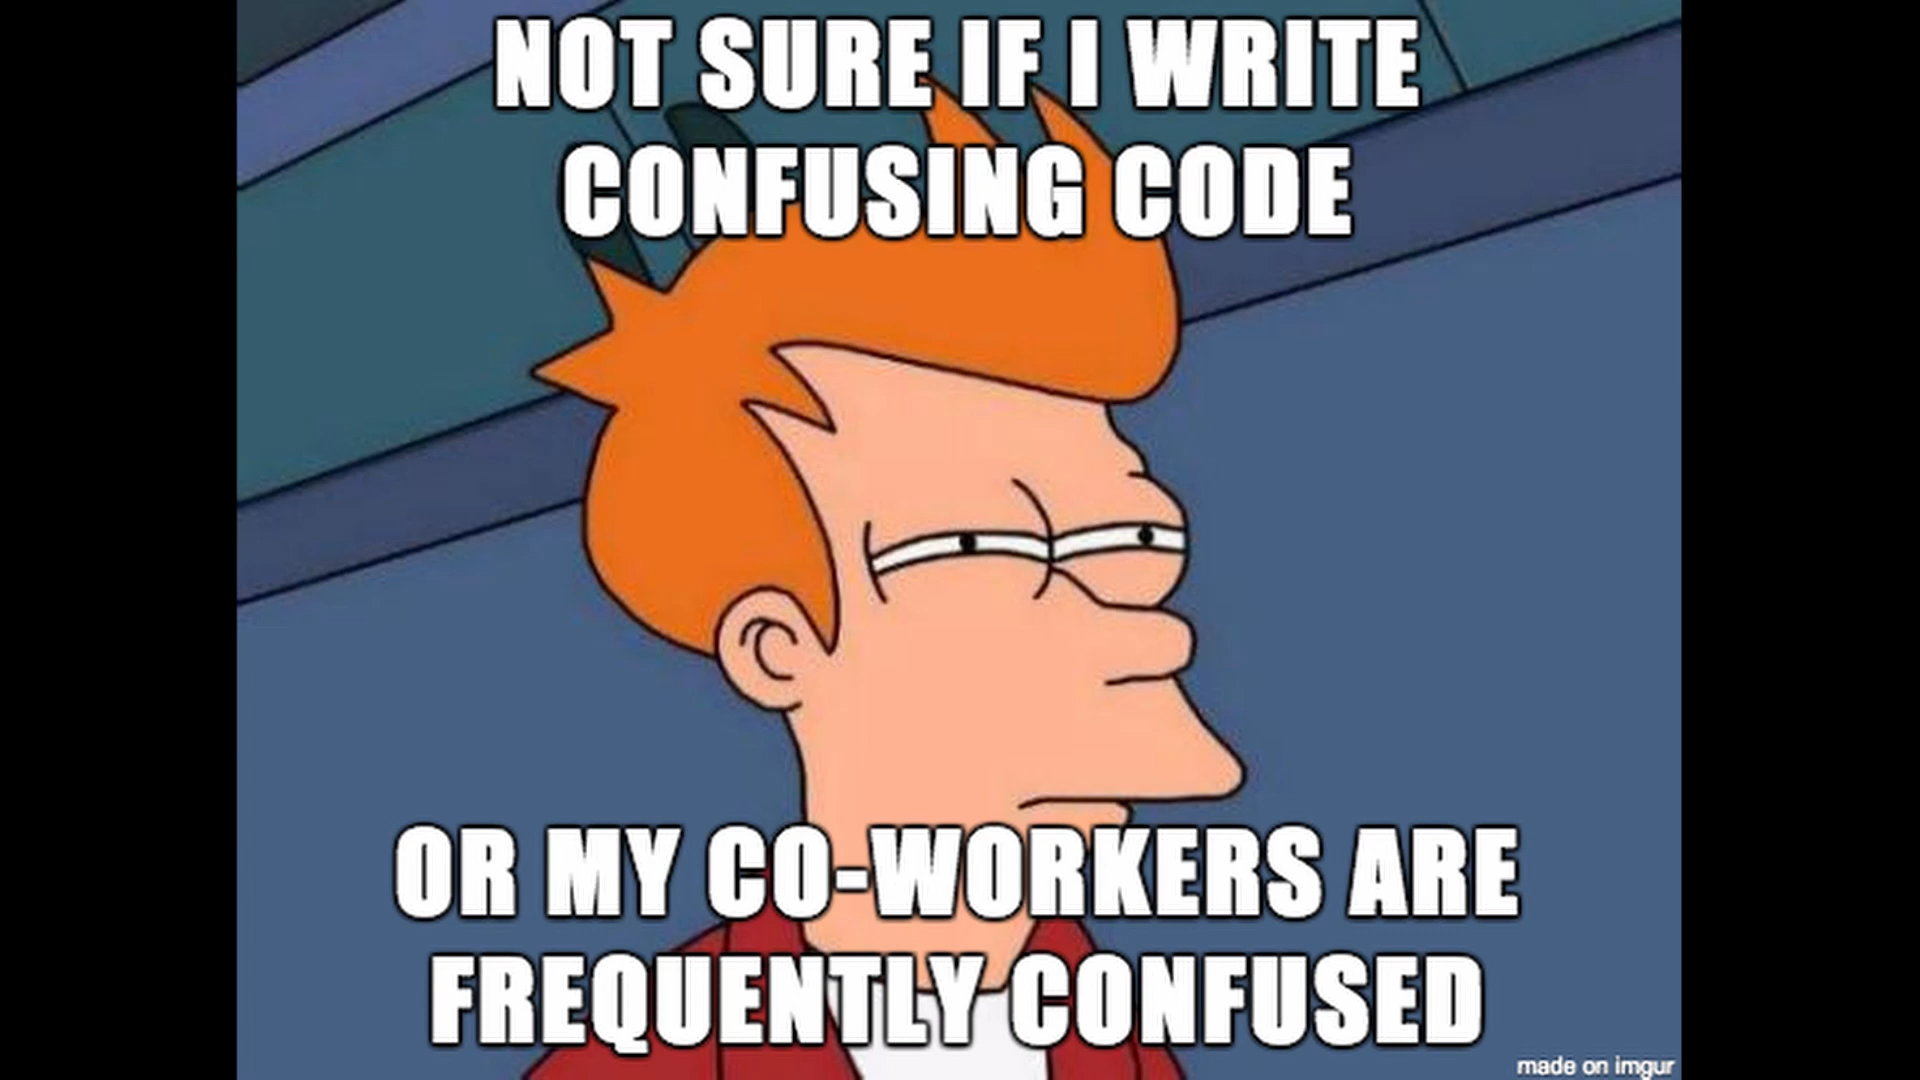 NOT SURE IF I WRITE
CONFUSING CODE
OR MY CO-WORKERS ARE
FREQUENTLY CONFUSED
made on imgur